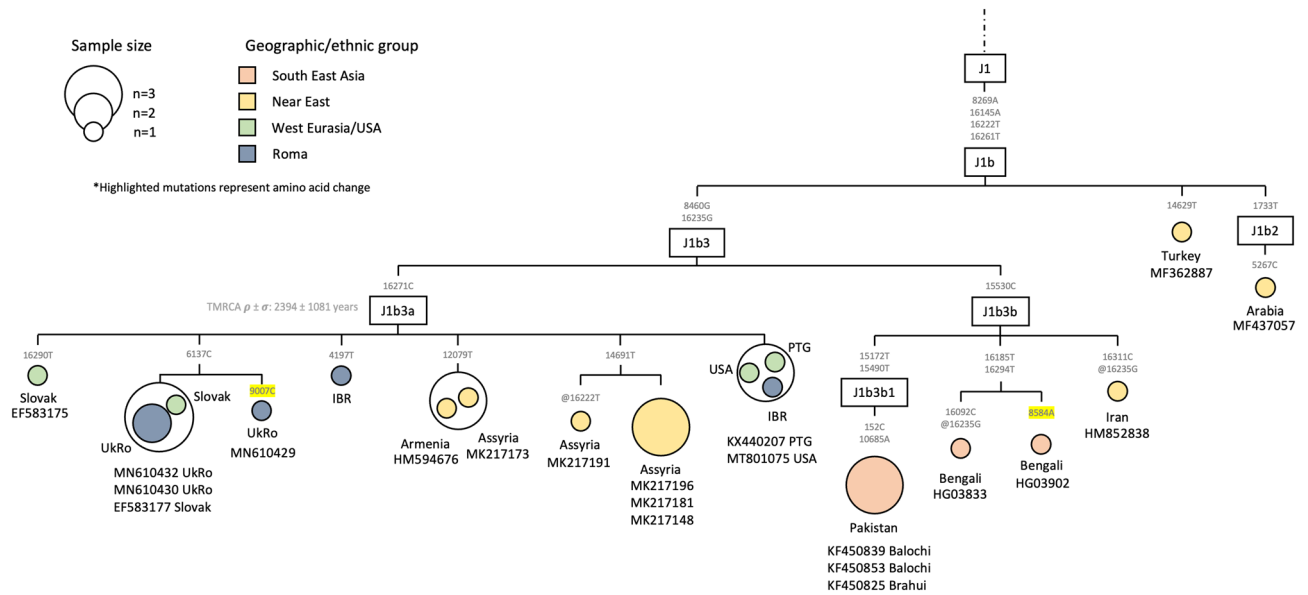 Sample size
n=3
n=2
n=1
Geographic/ethnic group
South East Asia
Near East
West Eurasia/USA
Roma
*Highlighted mutations represent amino acid change
J1
8269A
16145A
16222T
16261T
J1b
8460G
16235G
J1b3
14629T
Turkey
MF362887
1733T
J1b2
5267C
Arabia
MF437057
16271C
TMRCA ρ ± σ: 2394 ± 1081 years
J1b3a
15530C
J1b3b
16290T
Slovak
EF583175
6137C
Slovak
UkRo
MN610432 UkRo
MN610430 UkRo
EF583177 Slovak
9007C
UkRo
MN610429
4197T
IBR
12079T
Armenia
HM594676
Assyria
MK217173
14691T
@16222T
Assyria
MK217191
Assyria
MK217196
MK217181
MK217148
PTG
USA
IBR
KX440207 PTG
MT801075 USA
15172T
15490T
J1b3b1
152C
10685A
Pakistan
KF450839 Balochi
KF450853 Balochi
KF450825 Brahui
16185T
16294T
16092C
@16235G
Bengali
HG03833
8584A
Bengali
HG03902
16311C
@16235G
Iran
HM852838